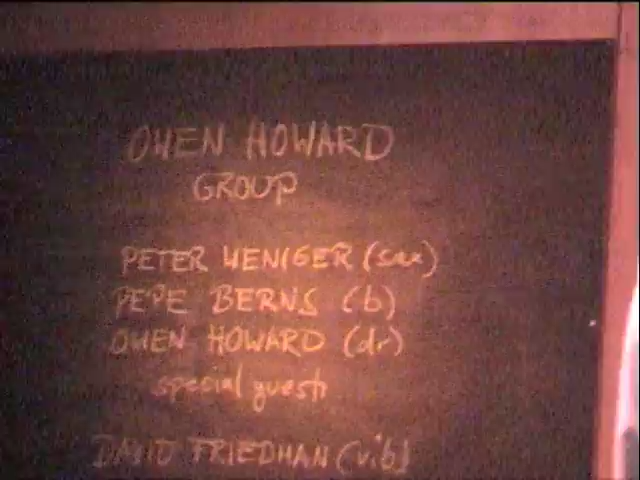 OWEN HOWARD
GROUP
PETER WENIGER (sax)
PEPE BERNS (b)
OWEN HOWARD (dr)
special guest
DAVID FRIEDMAN (vib)